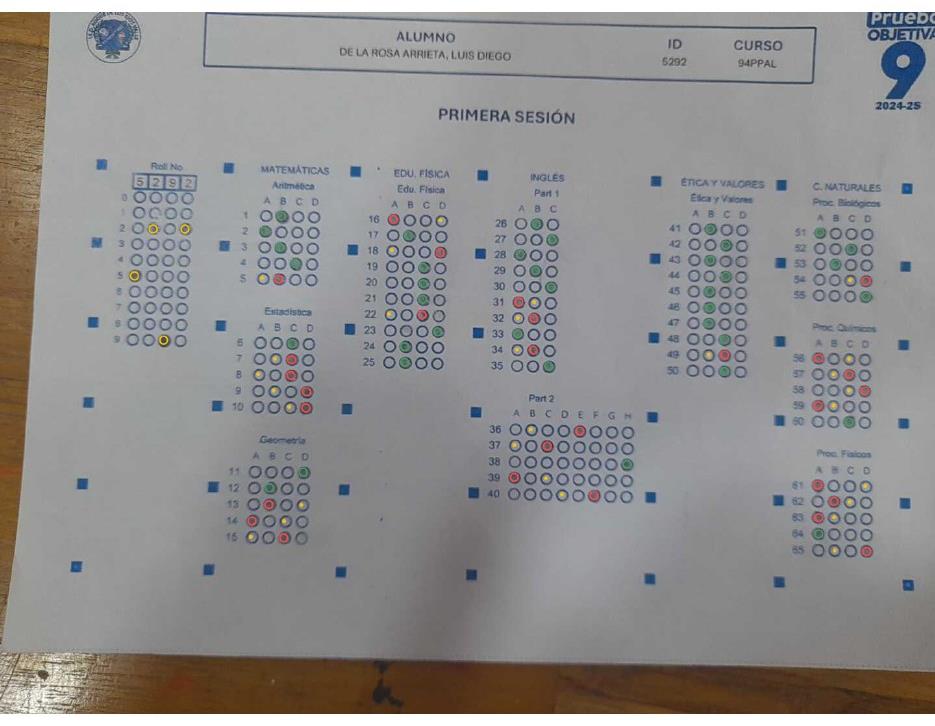 Prueba
OBJETIVA
9
2024-25
ALUMNO
DE LA ROSA ARRIETA, LUIS DIEGO
ID
5292
CURSO
94PPAL
PRIMERA SESIÓN
Roll No
5 2 9 2
0
1
2
3
4
5
6
7
8
9
MATEMÁTICAS
Aritmética
A B C D
1
2
3
4
5
Estadística
A B C D
6
7
8
9
10
Geometría
A B C D
11
12
13
14
15
EDU. FÍSICA
Edu. Física
A B C D
16
17
18
19
20
21
22
23
24
25
INGLÉS
Part 1
A B C
26
27
28
29
30
31
32
33
34
35
Part 2
A B C D E F G H
36
37
38
39
40
ÉTICA Y VALORES
Ética y Valores
A B C D
41
42
43
44
45
46
47
48
49
50
C. NATURALES
Proc. Biológicos
A B C D
51
52
53
54
55
Proc. Químicos
A B C D
56
57
58
59
60
Proc. Físicos
A B C D
61
62
63
64
65